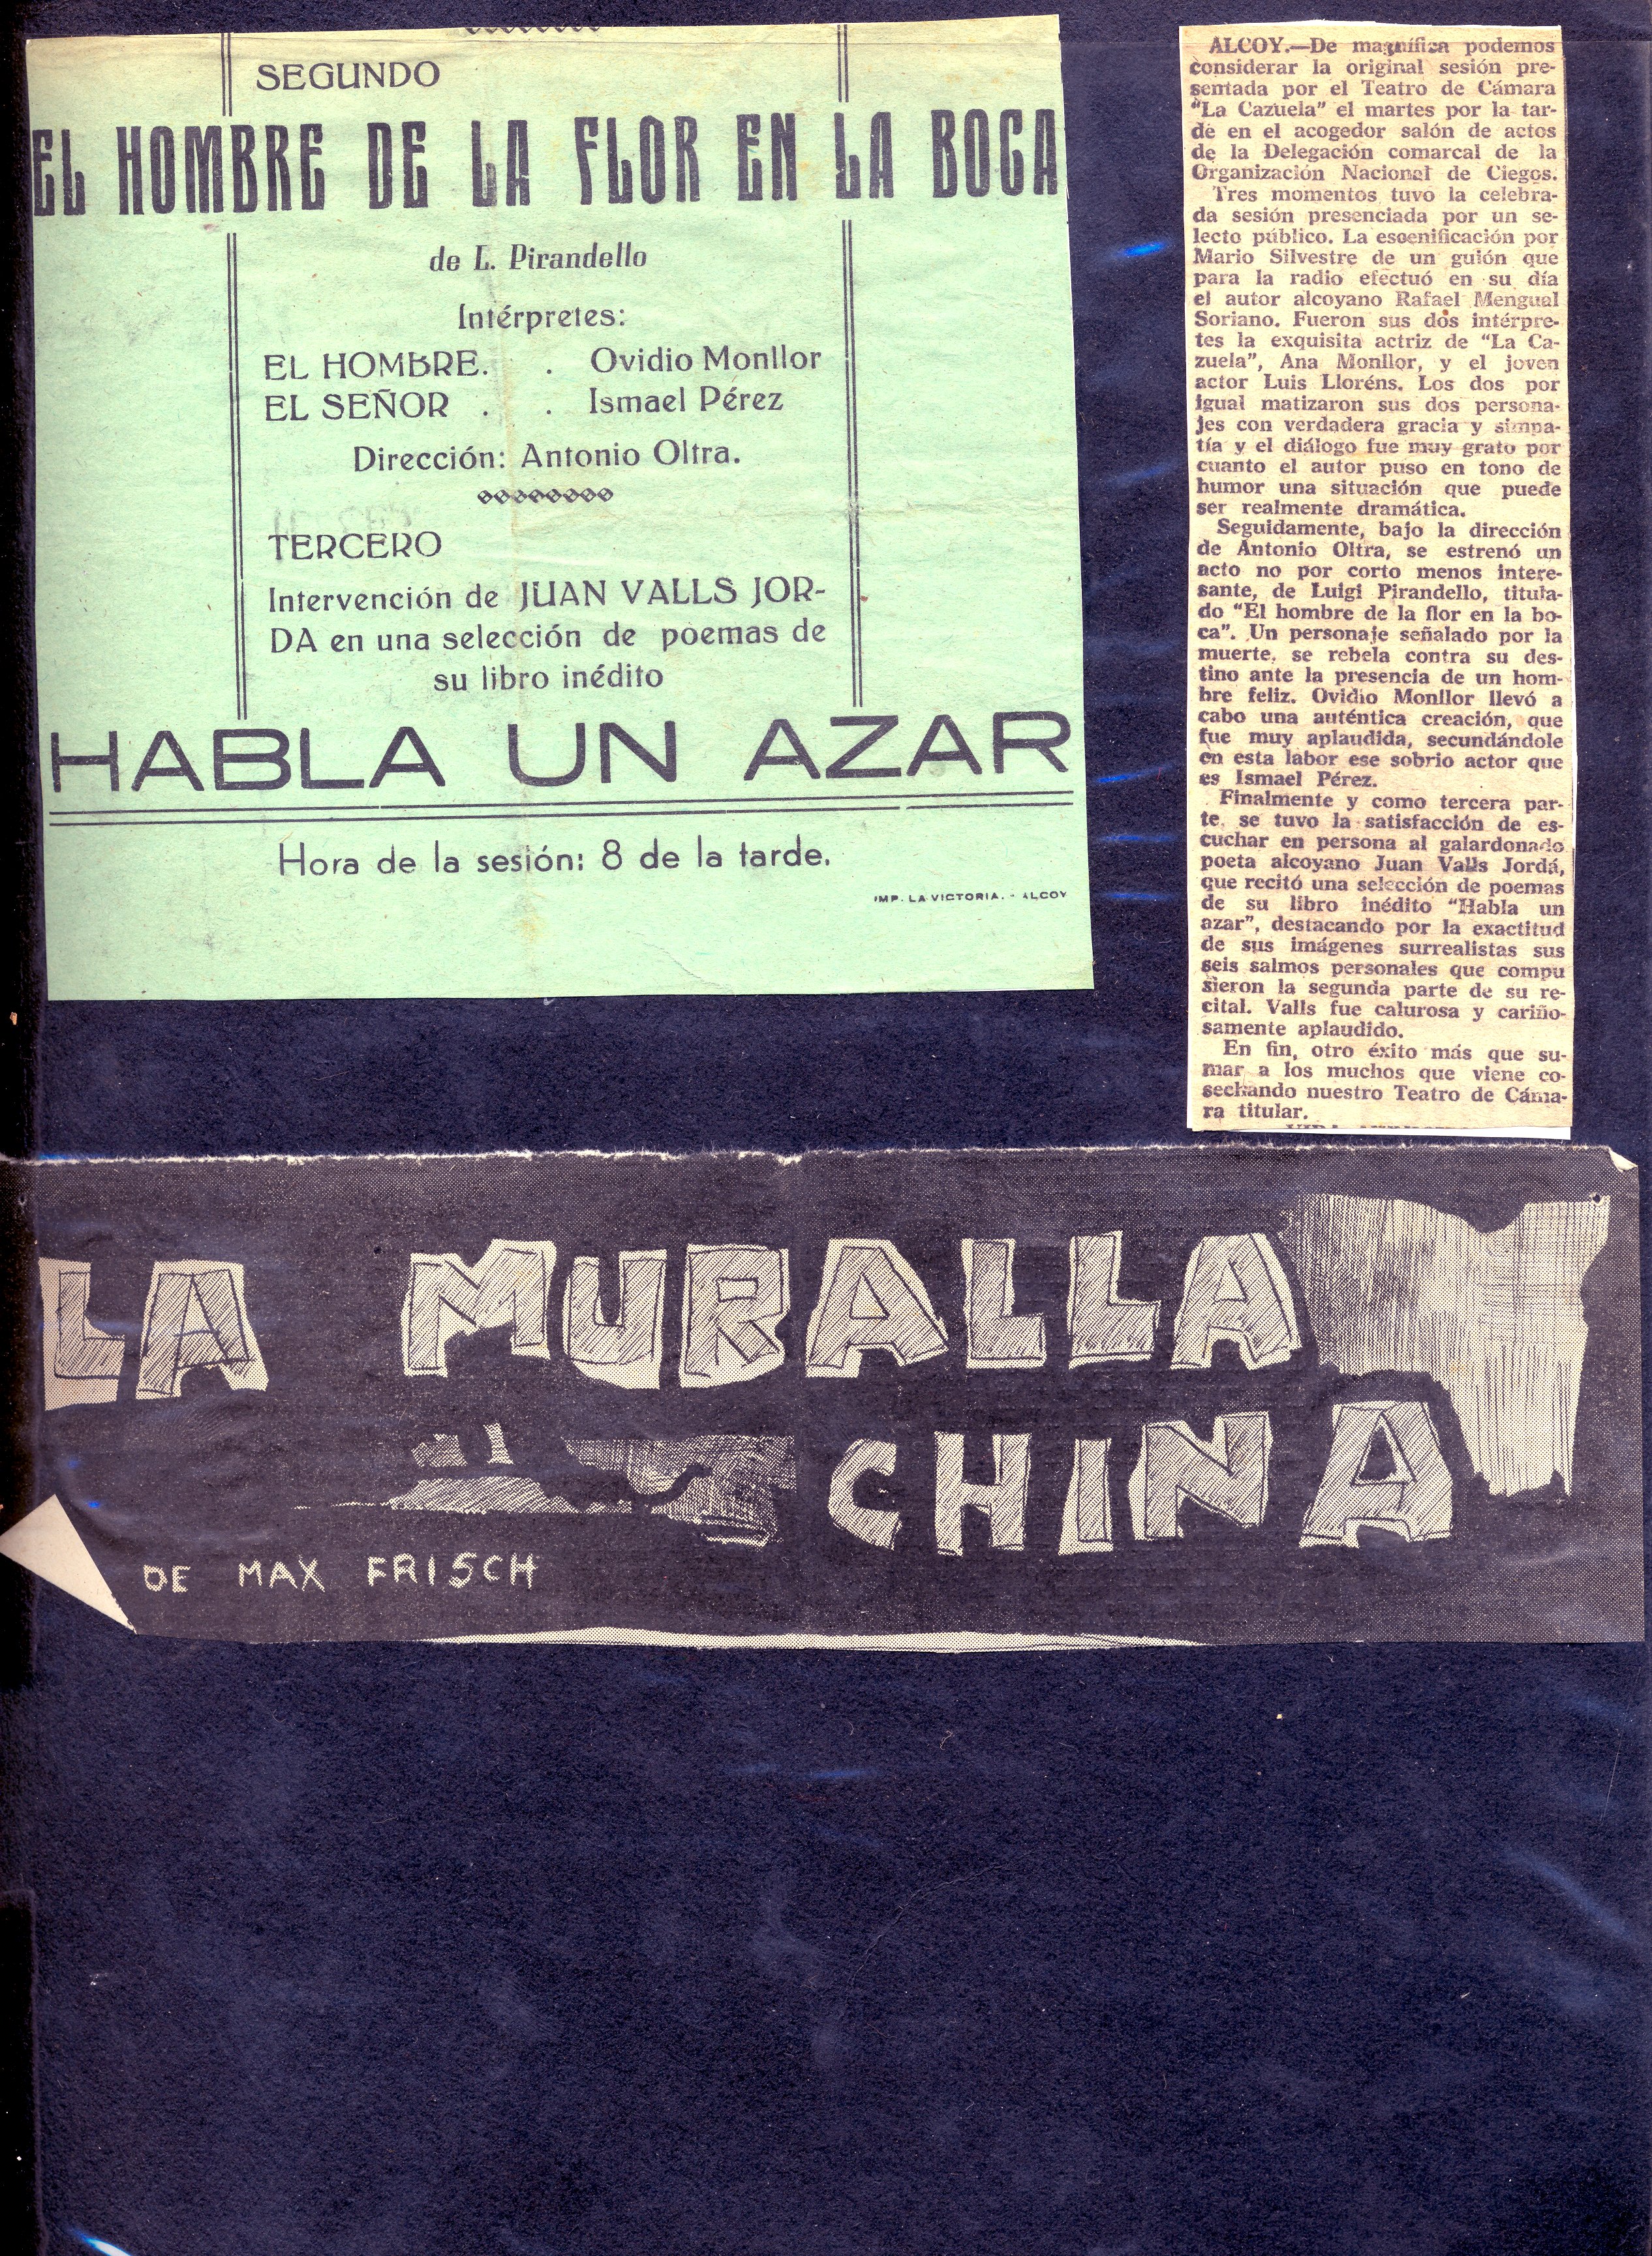 SEGUNDO
EL HOMBRE DE LA FLOR EN LA BOCA
de L. Pirandello
Intérpretes:
EL HOMBRE. . Ovidio Monllor
EL SEÑOR . . Ismael Pérez
Dirección: Antonio Oltra.
TERCERO
Intervención de JUAN VALLS JOR-
DA en una selección de poemas de
su libro inédito
HABLA UN AZAR
Hora de la sesión: 8 de la tarde.
IMP. LA VICTORIA. - ALCOY
ALCOY.—De magnífica podemos
considerar la original sesión pre-
sentada por el Teatro de Cámara
"La Cazuela" el martes por la tar-
de en el acogedor salón de actos
de la Delegación comarcal de la
Organización Nacional de Ciegos.
Tres momentos tuvo la celebra-
da sesión presenciada por un se-
lecto público. La escenificación por
Mario Silvestre de un guión que
para la radio efectuó en su día
el autor alcoyano Rafael Mengual
Soriano. Fueron sus dos intérpre-
tes la exquisita actriz de "La Ca-
zuela", Ana Monllor, y el joven
actor Luis Lloréns. Los dos por
igual matizaron sus dos persona-
jes con verdadera gracia y simpa-
tía y el diálogo fue muy grato por
cuanto el autor puso en tono de
humor una situación que puede
ser realmente dramática.
Seguidamente, bajo la dirección
de Antonio Oltra, se estrenó un
acto no por corto menos intere-
sante, de Luigi Pirandello, titula-
do "El hombre de la flor en la bo-
ca". Un personaje señalado por la
muerte, se rebela contra su des-
tino ante la presencia de un hom-
bre feliz. Ovidio Monllor llevó a
cabo una auténtica creación, que
fue muy aplaudida, secundándole
en esta labor ese sobrio actor que
es Ismael Pérez.
Finalmente y como tercera par-
te, se tuvo la satisfacción de es-
cuchar en persona al galardonado
poeta alcoyano Juan Valls Jordá,
que recitó una selección de poemas
de su libro inédito "Habla un
azar", destacando por la exactitud
de sus imágenes surrealistas sus
seis salmos personales que compu
sieron la segunda parte de su re-
cital. Valls fue calurosa y cariño-
samente aplaudido.
En fin, otro éxito más que su-
mar a los muchos que viene co-
sechando nuestro Teatro de Cáma-
ra titular.
LA MURALLA
CHINA
DE MAX FRISCH